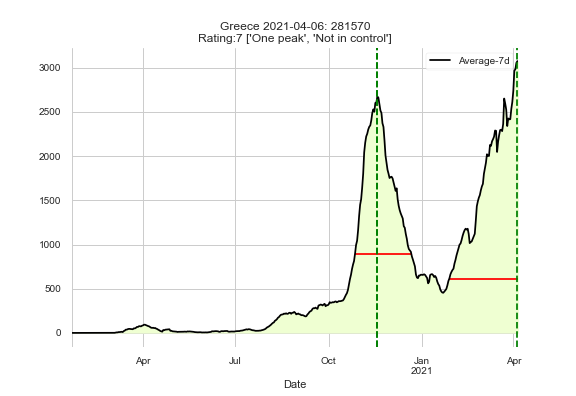 Greece 2021-04-06: 281570
Rating:7 ['One peak', 'Not in control']
Average-7d
3000
2500
2000
1500
1000
500
0
Apr
Jul
Oct
Jan
2021
Apr
Date